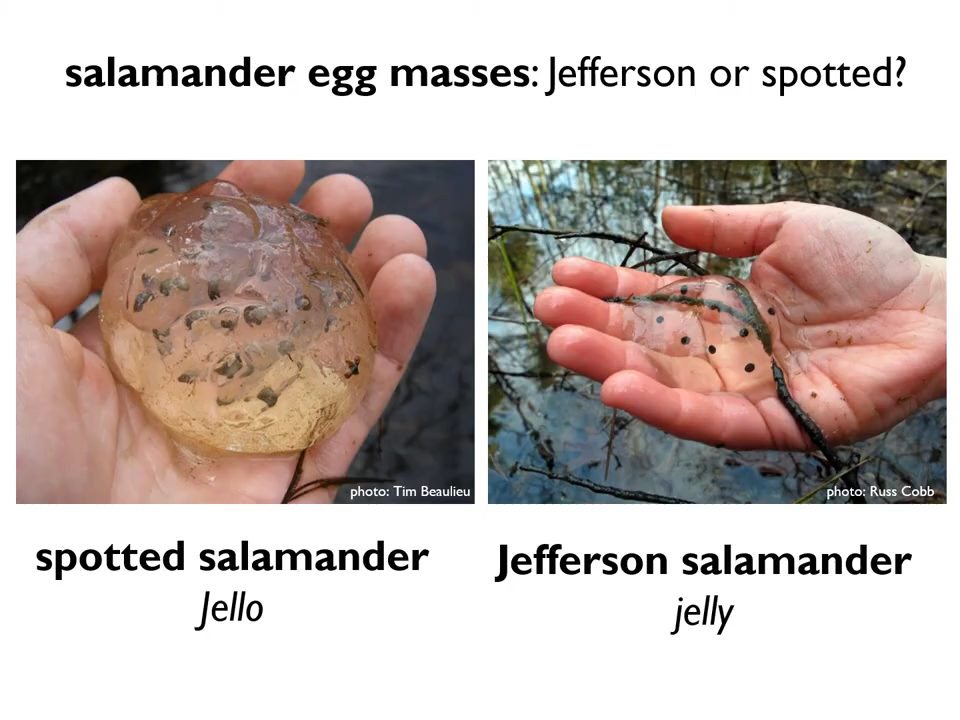 salamander egg masses: Jefferson or spotted?
photo: Tim Beaulieu
photo: Russ Cobb
spotted salamander
Jello
Jefferson salamander
jelly